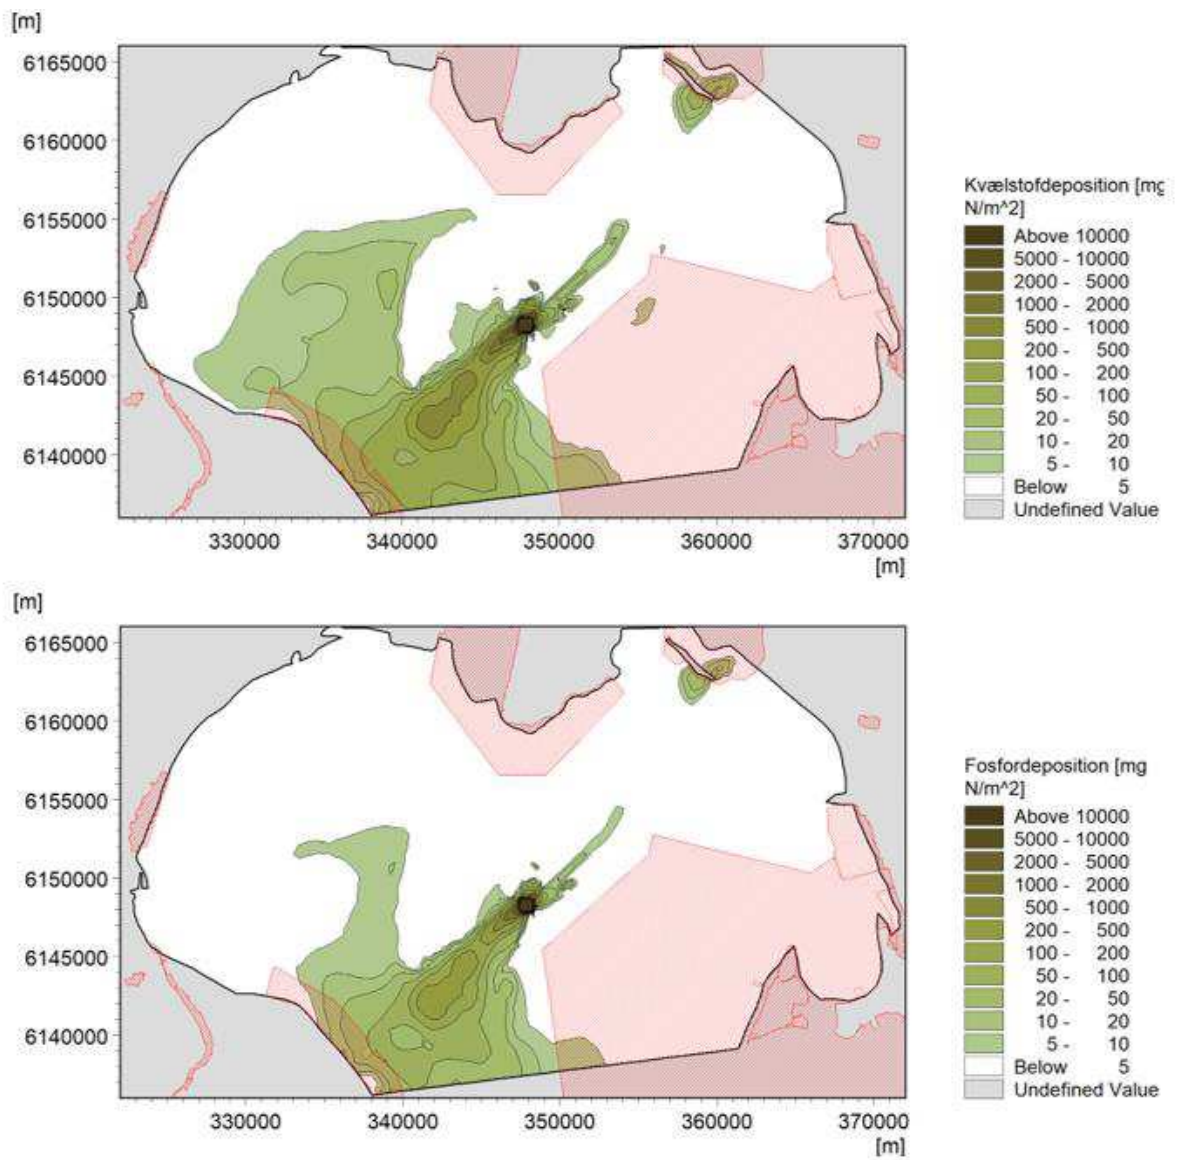 [m]
6165000
6160000
6155000
6150000
6145000
6140000
330000 340000 350000 360000 370000
[m]
Kvælstofdeposition [mg
N/m^2]
Above 10000
5000 - 10000
2000 - 5000
1000 - 2000
500 - 1000
200 - 500
100 - 200
50 - 100
20 - 50
10 - 20
5 - 10
Below 5
Undefined Value
[m]
6165000
6160000
6155000
6150000
6145000
6140000
330000 340000 350000 360000 370000
[m]
Fosfordeposition [mg
N/m^2]
Above 10000
5000 - 10000
2000 - 5000
1000 - 2000
500 - 1000
200 - 500
100 - 200
50 - 100
20 - 50
10 - 20
5 - 10
Below 5
Undefined Value